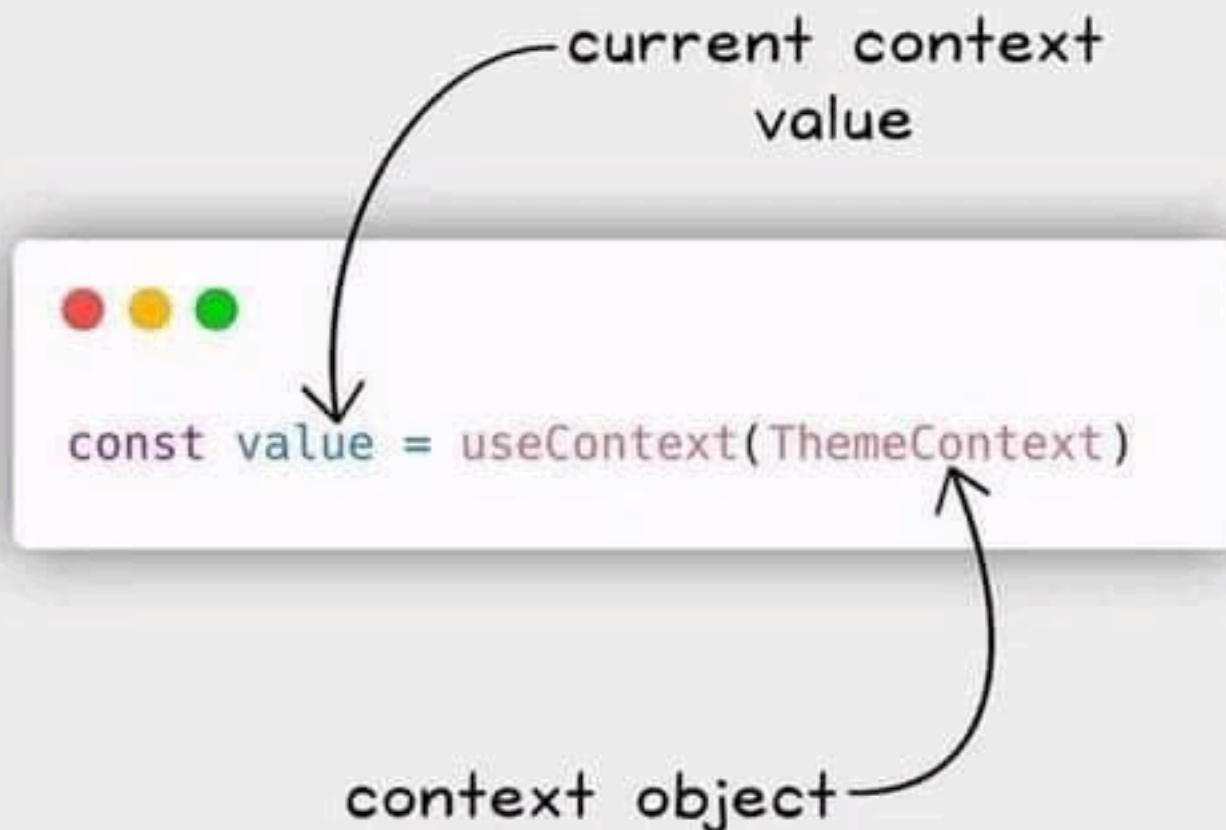 current context
value
const value = useContext(ThemeContext)
context object